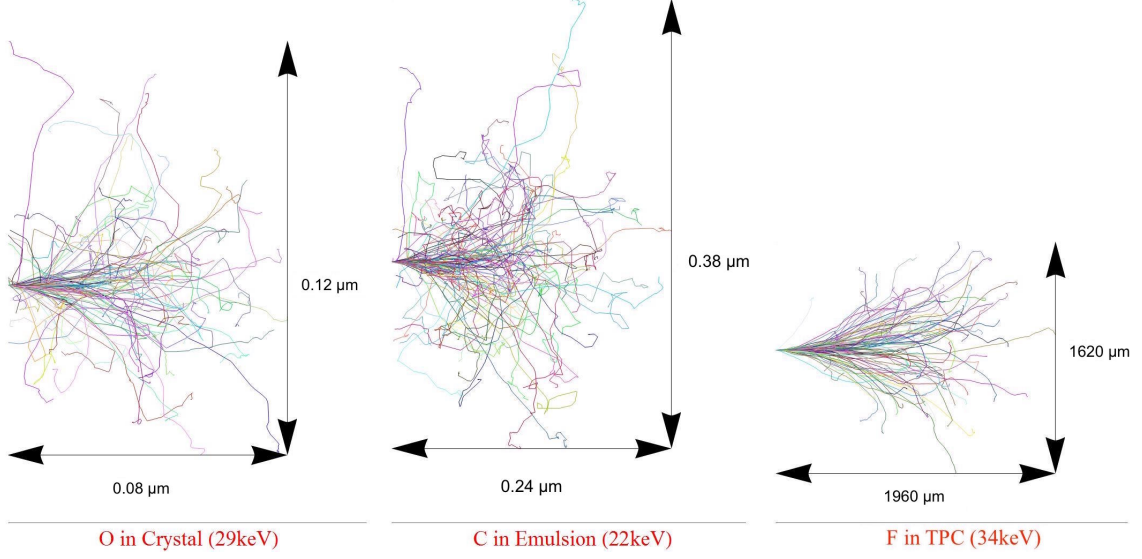 0.12 µm
0.08 µm
O in Crystal (29keV)
0.38 µm
0.24 µm
C in Emulsion (22keV)
1620 µm
1960 µm
F in TPC (34keV)